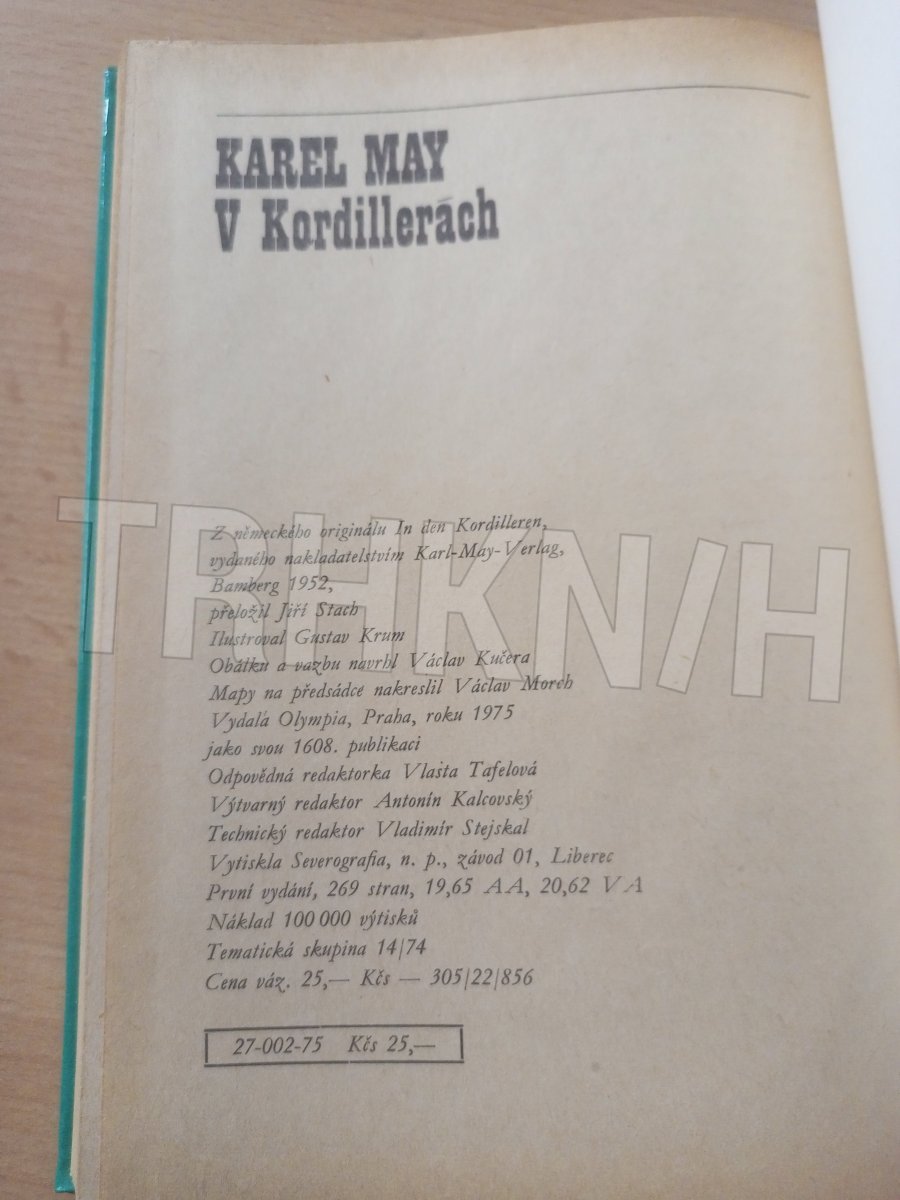 KAREL MAY
V Kordillerách
Z německého originálu In den Kordilleren,
vydaného nakladatelstvím Karl-May-Verlag,
Bamberg 1952,
přeložil Jiří Stach
Ilustroval Gustav Krum
Obálku a vazbu navrhl Václav Kučera
Mapy na předsádce nakreslil Václav Morch
Vydala Olympia, Praha, roku 1975
jako svou 1608. publikaci
Odpovědná redaktorka Vlasta Tafelová
Výtvarný redaktor Antonín Kalcovský
Technický redaktor Vladimír Stejskal
Vytiskla Severografia, n. p., závod 01, Liberec
První vydání, 269 stran, 19,65 AA, 20,62 VA
Náklad 100 000 výtisků
Tematická skupina 14/74
Cena váz. 25,— Kčs — 305/22/856
27-002-75 Kčs 25,—
TRHKNIH